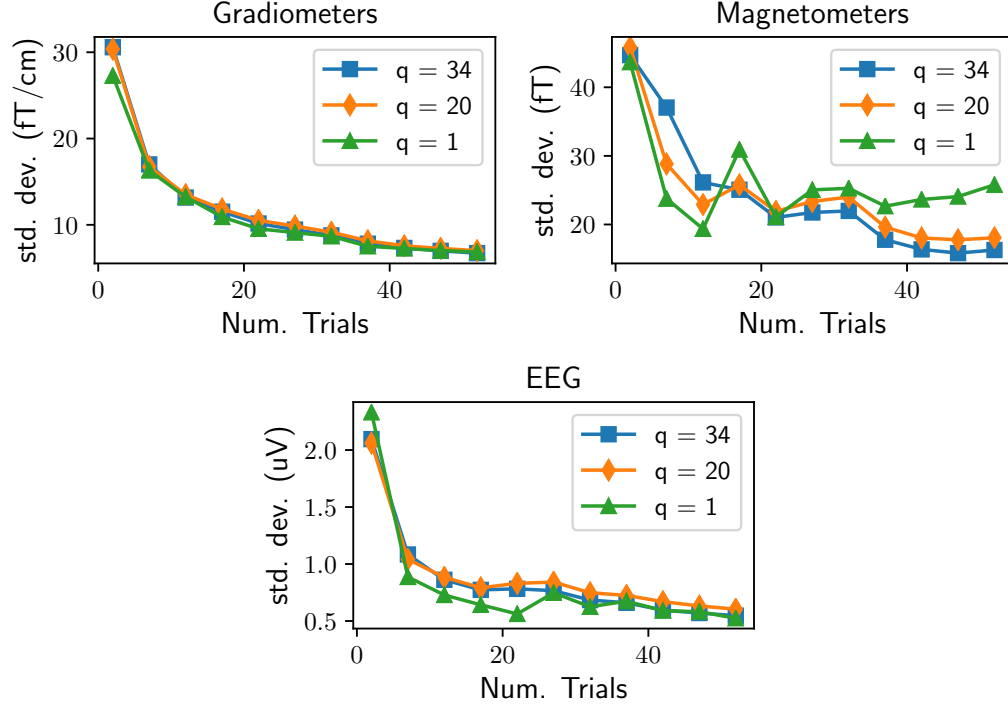 Gradiometers
std. dev. (fT/cm)
30
20
10
q = 34
q = 20
q = 1
0
20
40
Num. Trials
Magnetometers
std. dev. (fT)
40
30
20
q = 34
q = 20
q = 1
0
20
40
Num. Trials
EEG
std. dev. (uV)
2.0
1.5
1.0
0.5
q = 34
q = 20
q = 1
0
20
40
Num. Trials